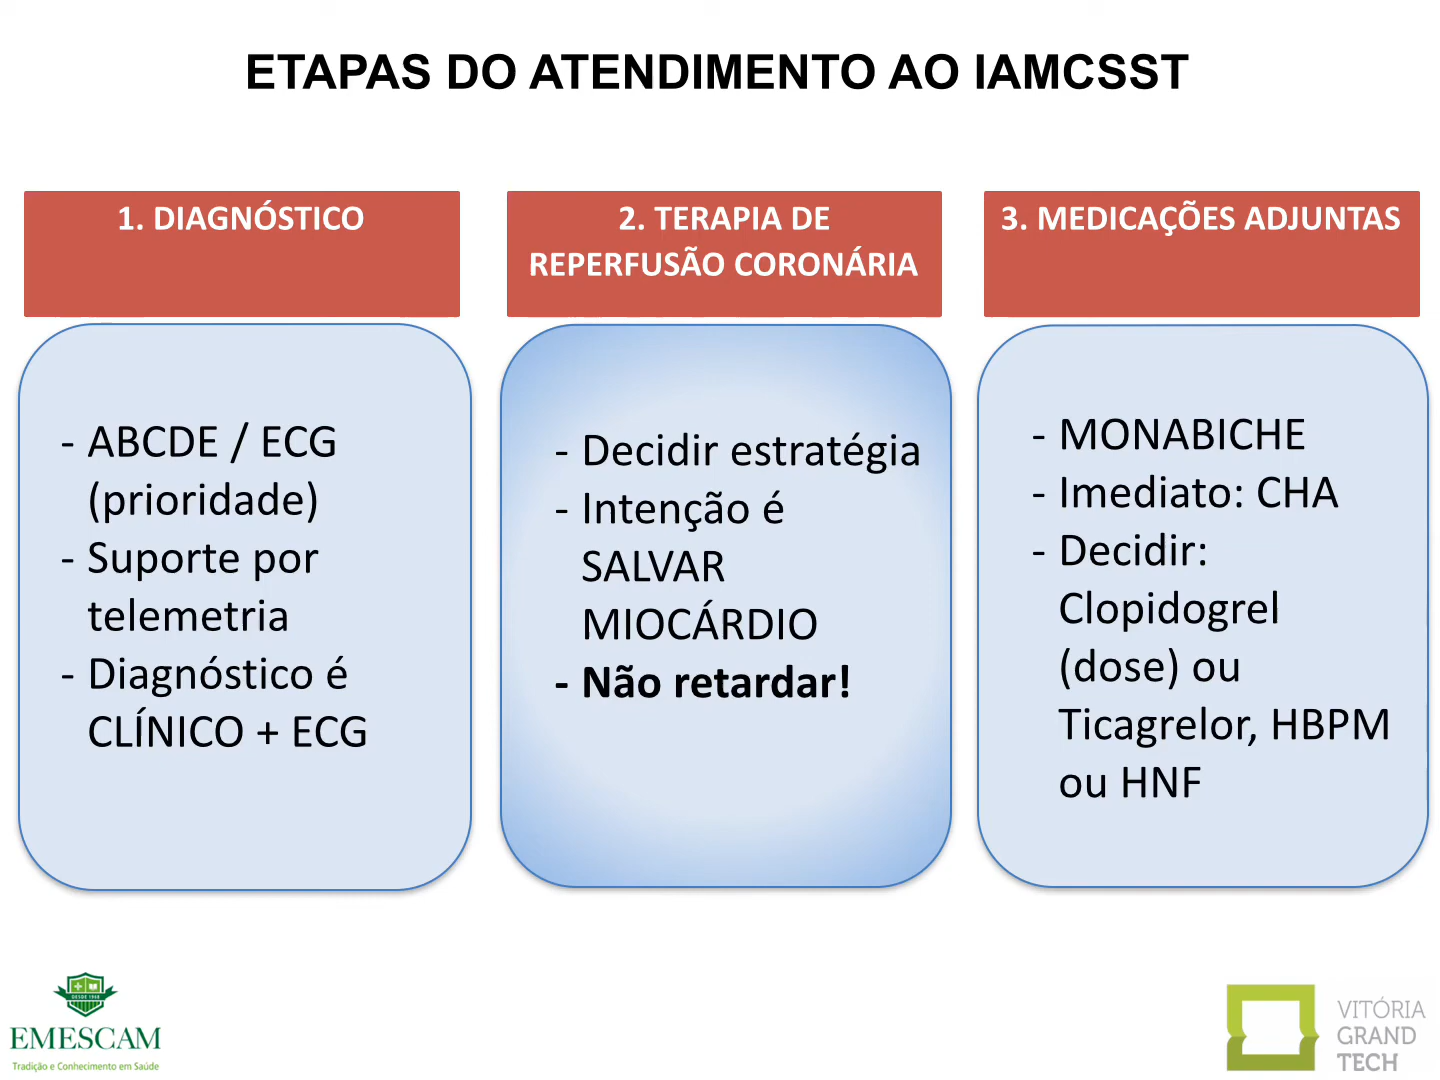 ETAPAS DO ATENDIMENTO AO IAMCSST
1. DIAGNÓSTICO
- ABCDE / ECG
(prioridade)
- Suporte por
telemetria
- Diagnóstico é
CLÍNICO + ECG
2. TERAPIA DE
REPERFUSÃO CORONÁRIA
- Decidir estratégia
- Intenção é
SALVAR
MIOCÁRDIO
- Não retardar!
3. MEDICAÇÕES ADJUNTAS
- MONABICHE
- Imediato: CHA
- Decidir:
Clopidogrel
(dose) ou
Ticagrelor, HBPM
ou HNF
DESDE 1968
EMESCAM
Tradição e Conhecimento em Saúde
VITÓRIA
GRAND
TECH